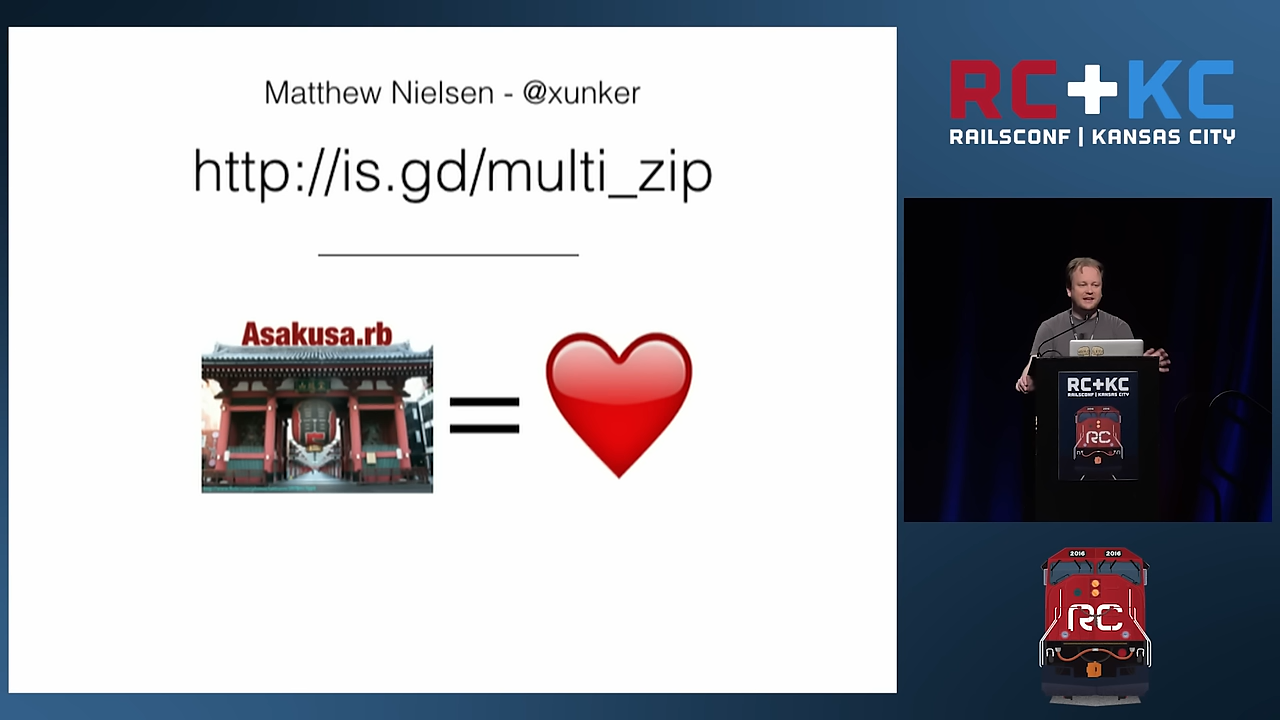 Matthew Nielsen - @xunker
http://is.gd/multi_zip
Asakusa.rb
=
RC+KC
RAILSCONF | KANSAS CITY
RC+KC
RAILSCONF | KANSAS CITY
RC
2016 2016
RC